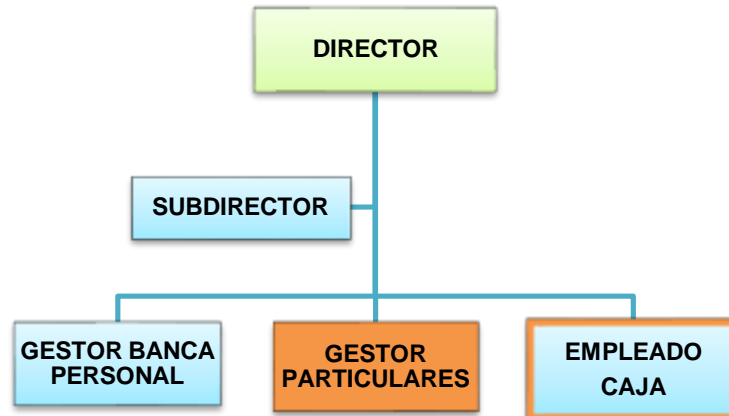 DIRECTOR
SUBDIRECTOR
GESTOR BANCA
PERSONAL
GESTOR
PARTICULARES
EMPLEADO
CAJA